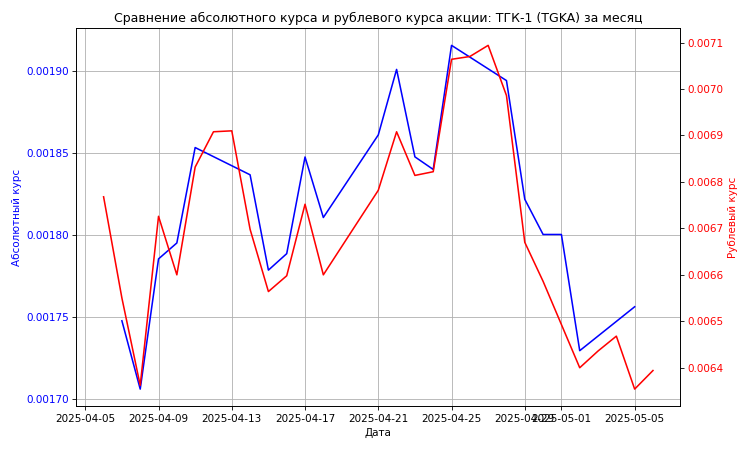 Сравнение абсолютного курса и рублевого курса акции: ТГК-1 (TGKA) за месяц
0.00190
0.00185
0.00180
0.00175
0.00170
Абсолютный курс
0.0071
0.0070
0.0069
0.0068
0.0067
0.0066
0.0065
0.0064
Рублевый курс
2025-04-05 2025-04-09 2025-04-13 2025-04-17 2025-04-21 2025-04-25 2025-04-29 2025-05-01 2025-05-05
Дата